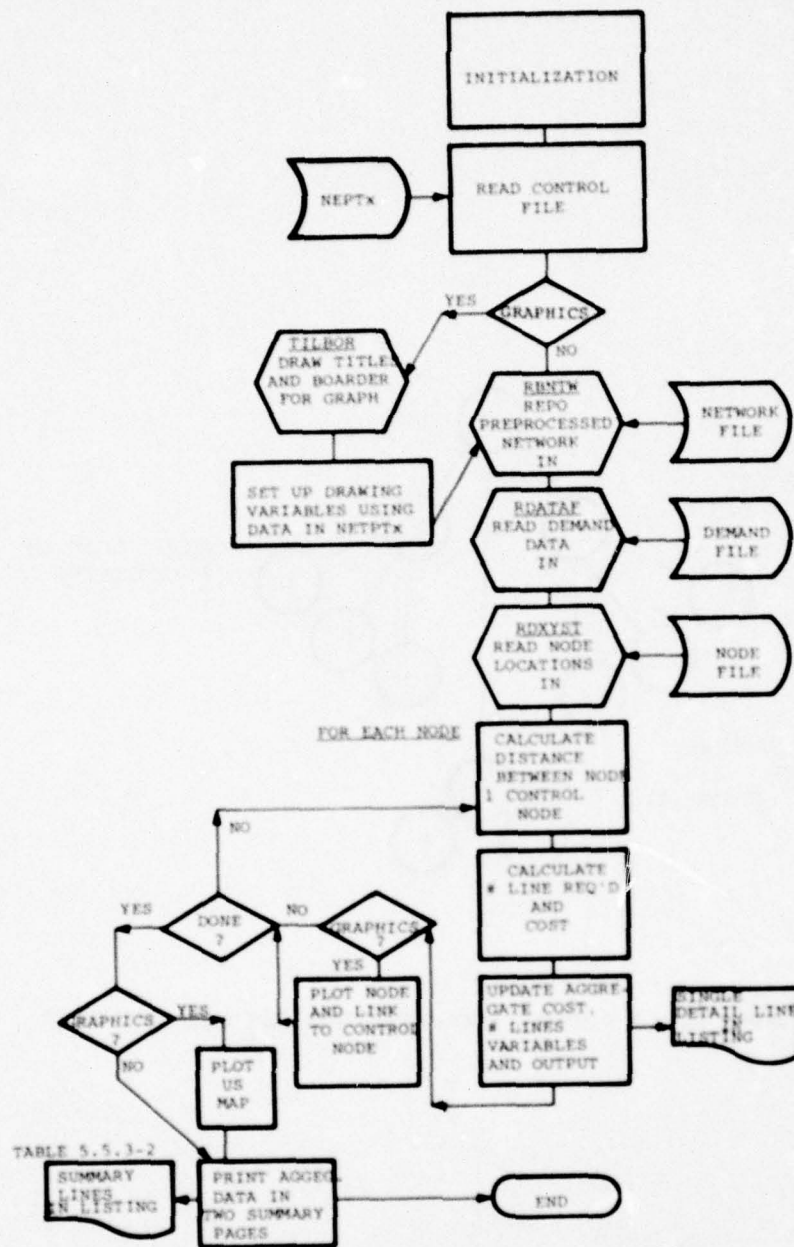 INITIALIZATION
NEPTx
READ CONTROL
FILE
GRAPHICS
YES
NO
TILBOR
DRAW TITLES
AND BOARDER
FOR GRAPH
SET UP DRAWING
VARIABLES USING
DATA IN NETPTx
RBNTW
REPO
PREPROCESSED
NETWORK
IN
NETWORK
FILE
RDATAF
READ DEMAND
DATA
IN
DEMAND
FILE
RDXYST
READ NODE
LOCATIONS
IN
NODE
FILE
FOR EACH NODE
CALCULATE
DISTANCE
BETWEEN NODE
1 CONTROL
NODE
NO
CALCULATE
# LINE REQ'D
AND
COST
YES
DONE
?
NO
GRAPHICS
?
YES
PLOT NODE
AND LINK
TO CONTROL
NODE
UPDATE AGGRE-
GATE COST,
# LINES
VARIABLES
AND OUTPUT
SINGLE
DETAIL LINE
IN
LISTING
GRAPHICS
?
YES
NO
PLOT
US
MAP
TABLE 5.5.3-2
SUMMARY
LINES
IN LISTING
PRINT AGGEG.
DATA IN
TWO SUMMARY
PAGES
END